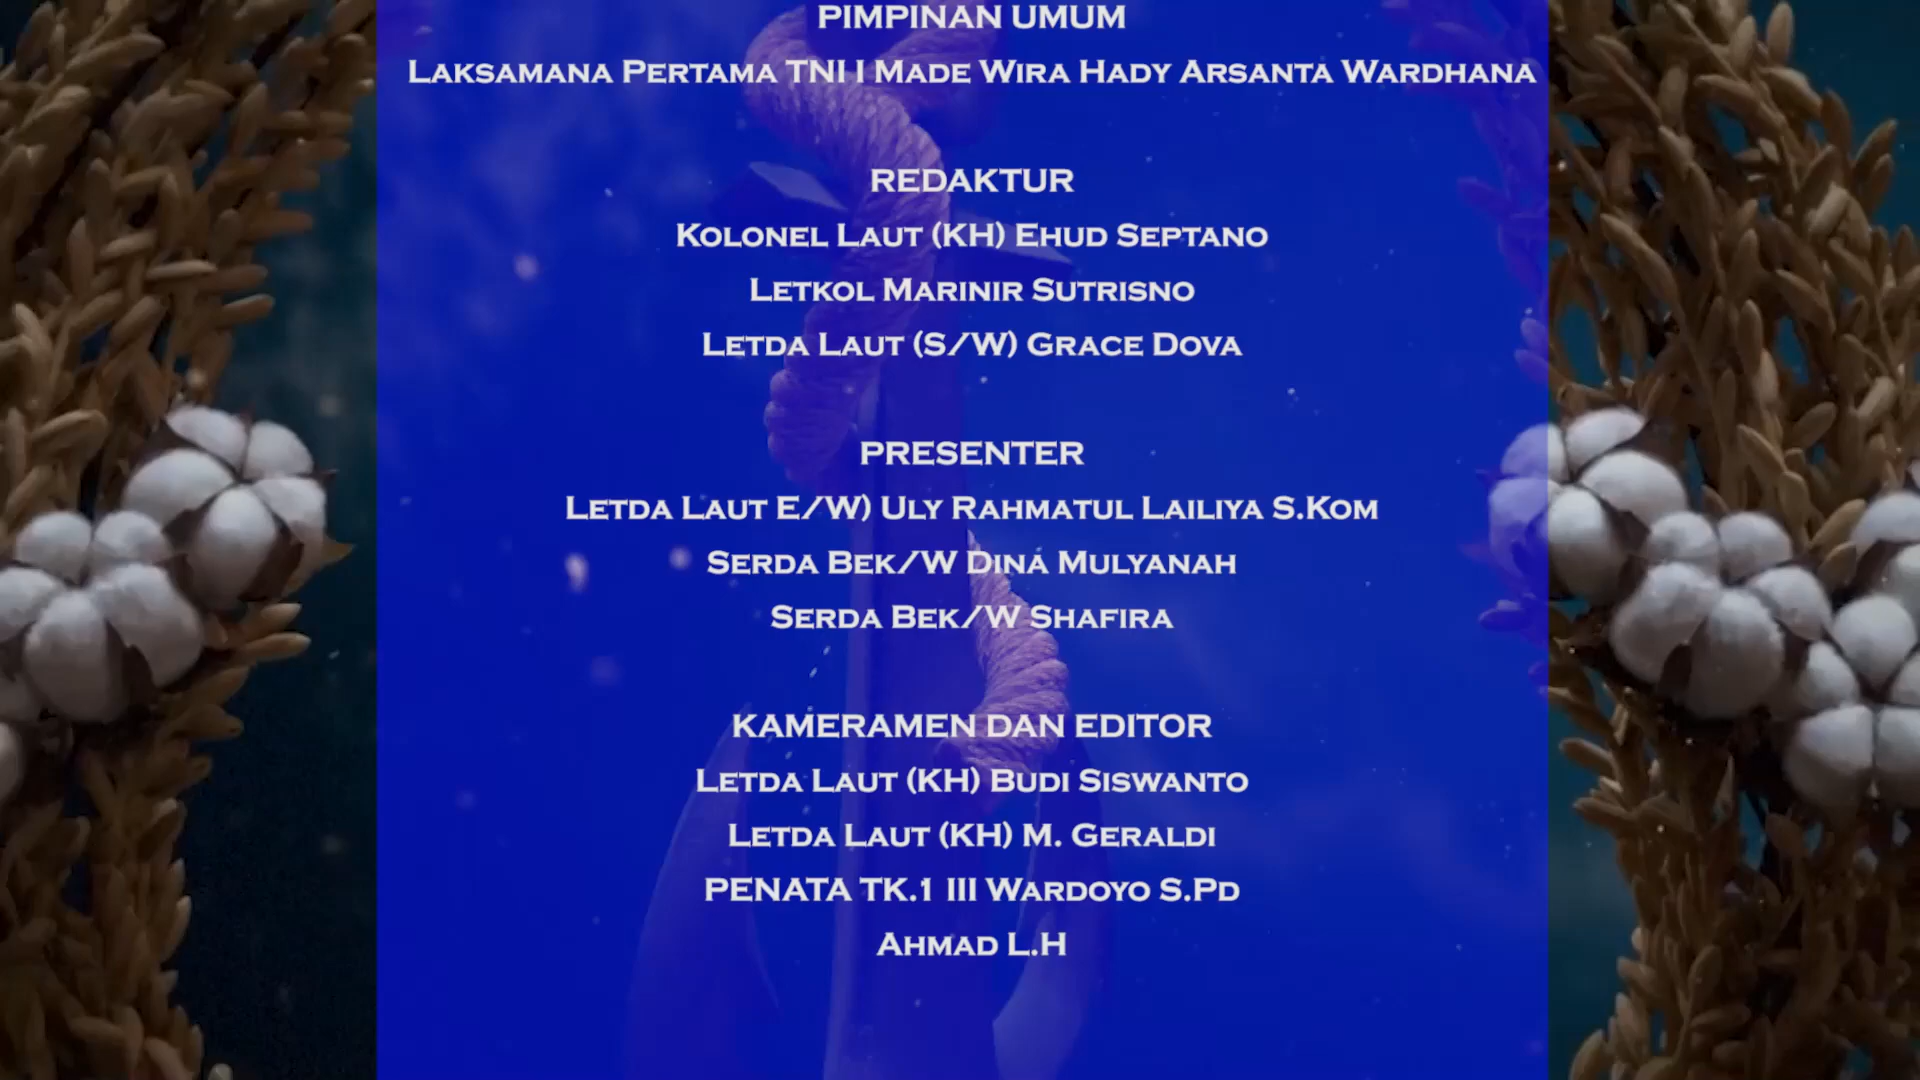 PIMPINAN UMUM
LAKSAMANA PERTAMA TNI I MADE WIRA HADY ARSANTA WARDHANA
REDAKTUR
KOLONEL LAUT (KH) EHUD SEPTANO
LETKOL MARINIR SUTRISNO
LETDA LAUT (S/W) GRACE DOVA
PRESENTER
LETDA LAUT E/W) ULY RAHMATUL LAILIYA S.KOM
SERDA BEK/W DINA MULYANAH
SERDA BEK/W SHAFIRA
KAMERAMEN DAN EDITOR
LETDA LAUT (KH) BUDI SISWANTO
LETDA LAUT (KH) M. GERALDI
PENATA TK.1 III WARDOYO S.PD
AHMAD L.H